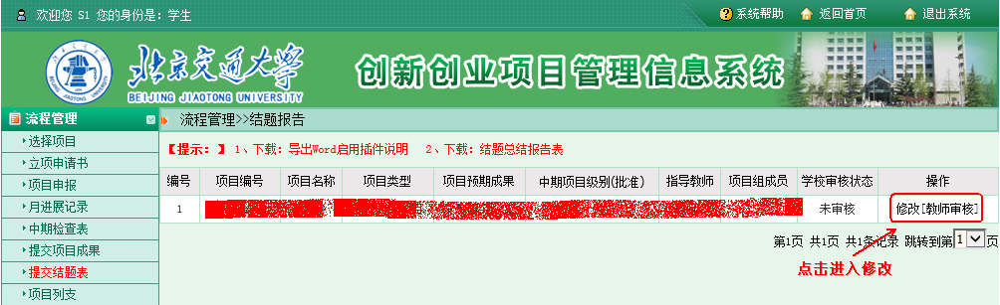 欢迎您 S1 您的身份是：学生
系统帮助 返回首页 退出系统
北京交通大学
BEIJING JIAOTONG UNIVERSITY
创新创业项目管理信息系统
流程管理
流程管理>>结题报告
选择项目
立项申请书
项目申报
月进展记录
中期检查表
提交项目成果
提交结题表
项目列支
【提示：】 1、下载：导出Word启用插件说明 2、下载：结题总结报告表
编号 项目编号 项目名称 项目类型 项目预期成果 中期项目级别(批准) 指导教师 项目组成员 学校审核状态 操作
1 未审核 修改[教师审核]
第1页 共1页 共1条记录 跳转到第1页
点击进入修改